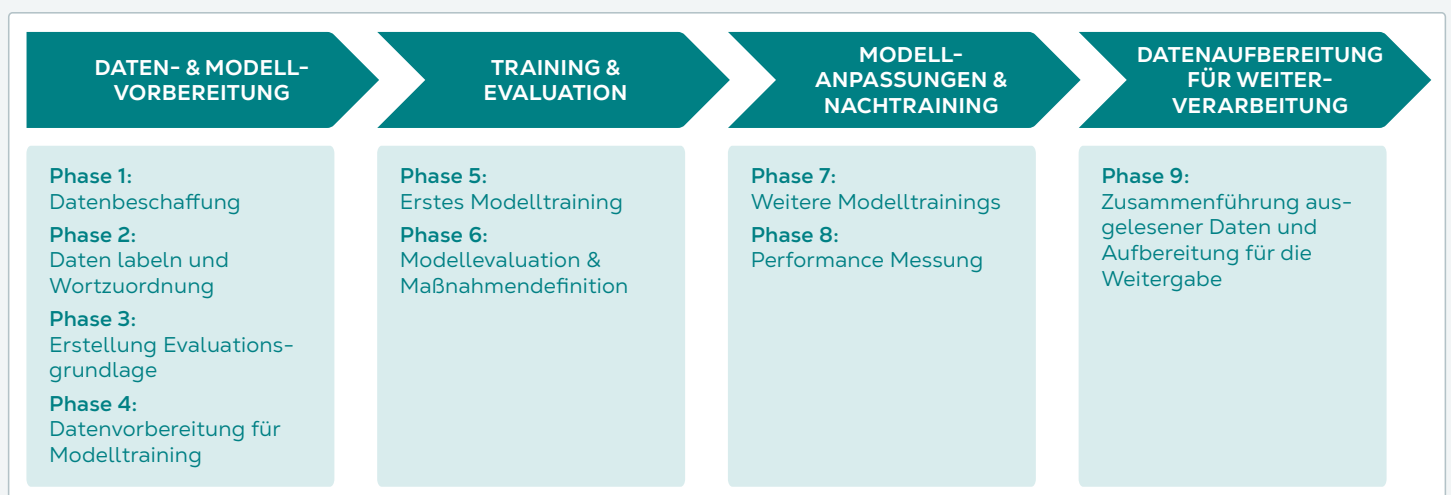 DATEN- & MODELL-
VORBEREITUNG
TRAINING &
EVALUATION
MODELL-
ANPASSUNGEN &
NACHTRAINING
DATENAUFBEREITUNG
FÜR WEITER-
VERARBEITUNG
Phase 1:
Datenbeschaffung
Phase 2:
Daten labeln und
Wortzuordnung
Phase 3:
Erstellung Evaluations-
grundlage
Phase 4:
Datenvorbereitung für
Modelltraining
Phase 5:
Erstes Modelltraining
Phase 6:
Modellevaluation &
Maßnahmendefinition
Phase 7:
Weitere Modelltrainings
Phase 8:
Performance Messung
Phase 9:
Zusammenführung aus-
gelesener Daten und
Aufbereitung für die
Weitergabe